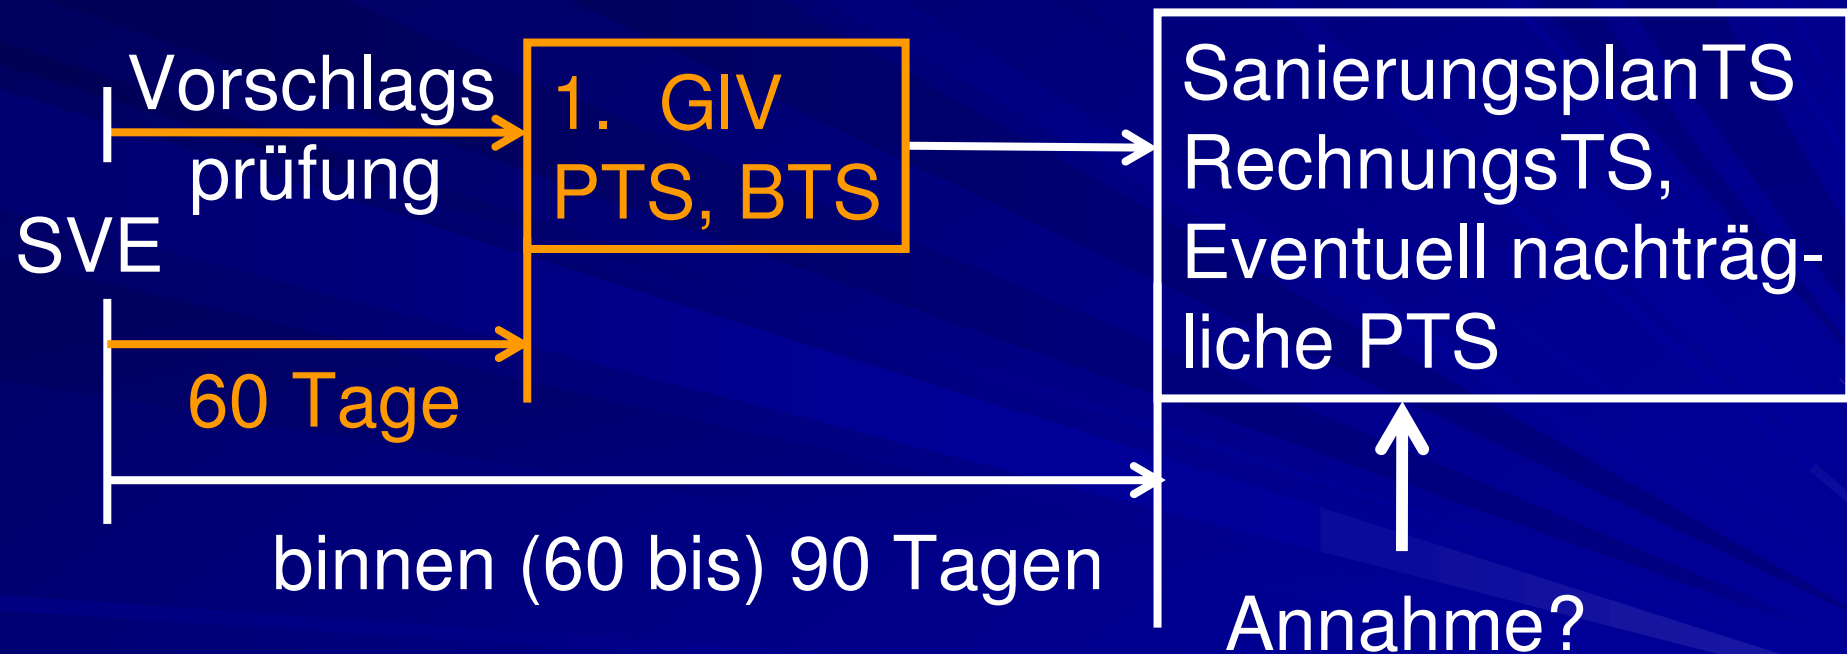 Vorschlags
prüfung
SVE
60 Tage
binnen (60 bis) 90 Tagen
1. GIV
PTS, BTS
SanierungsplanTS
RechnungsTS,
Eventuell nachträg-
liche PTS
Annahme?